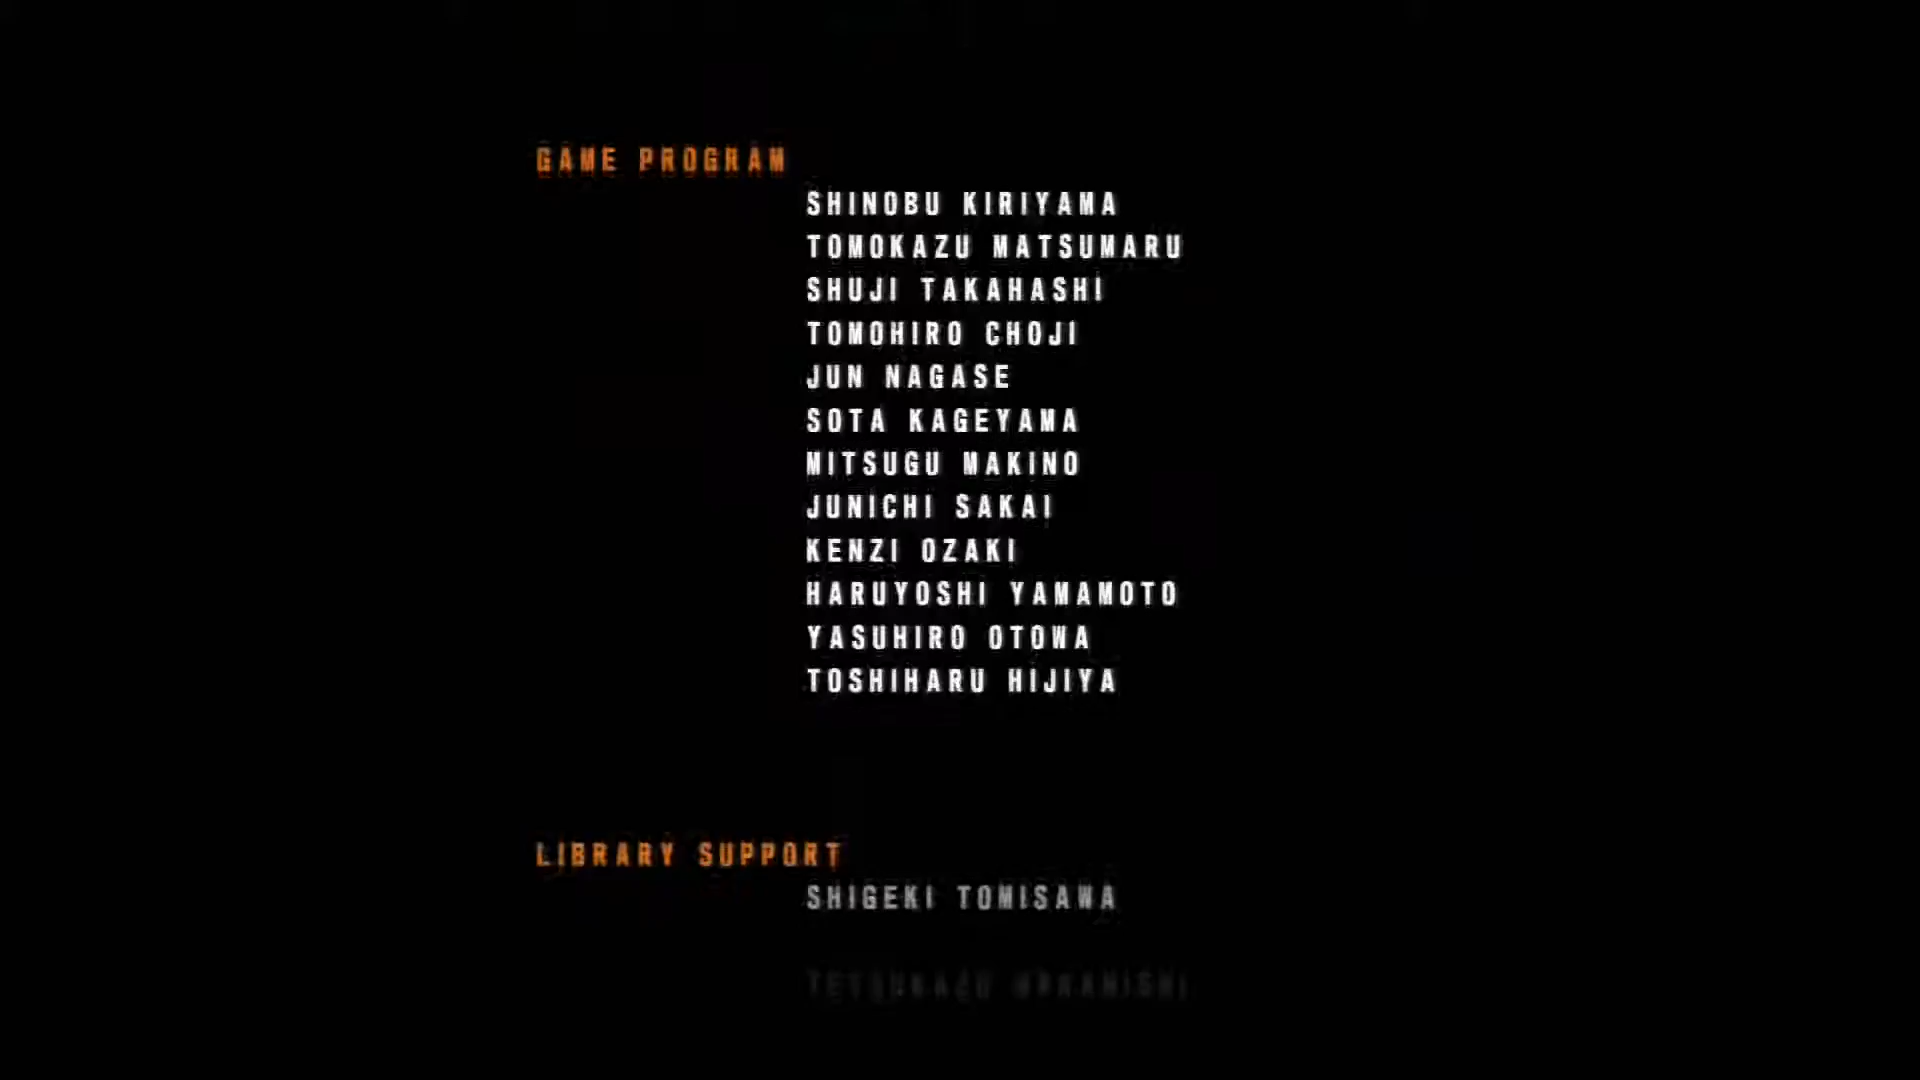 GAME PROGRAM
SHINOBU KIRIYAMA
TOMOKAZU MATSUMARU
SHUJI TAKAHASHI
TOMOHIRO CHOJI
JUN NAGASE
SOTA KAGEYAMA
MITSUGU MAKINO
JUNICHI SAKAI
KENZI OZAKI
HARUYOSHI YAMAMOTO
YASUHIRO OTOWA
TOSHIHARU HIJIYA
LIBRARY SUPPORT
SHIGEKI TOMISAWA
TETSUKAZU